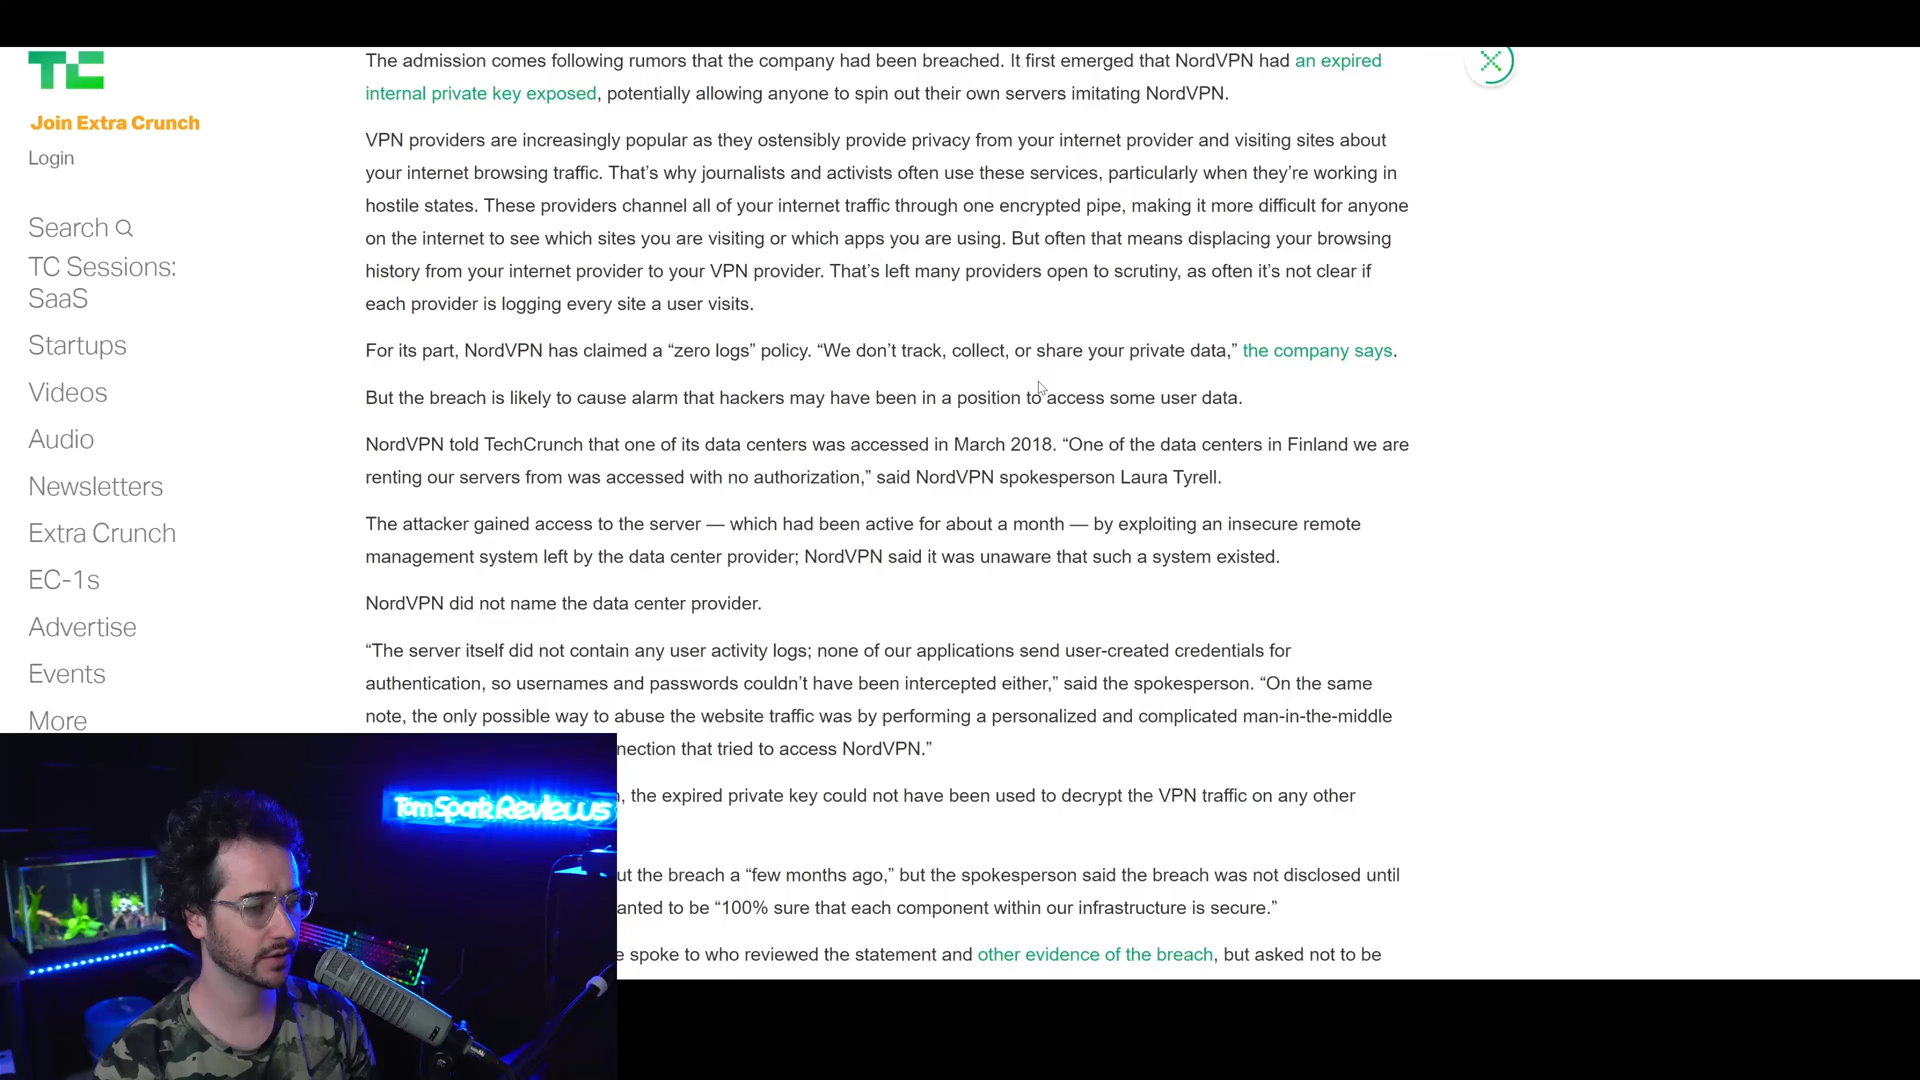 TC
Join Extra Crunch
Login
Search
TC Sessions:
SaaS
Startups
Videos
Audio
Newsletters
Extra Crunch
EC-1s
Advertise
Events
More
The admission comes following rumors that the company had been breached. It first emerged that NordVPN had an expired
internal private key exposed, potentially allowing anyone to spin out their own servers imitating NordVPN.
VPN providers are increasingly popular as they ostensibly provide privacy from your internet provider and visiting sites about
your internet browsing traffic. That’s why journalists and activists often use these services, particularly when they’re working in
hostile states. These providers channel all of your internet traffic through one encrypted pipe, making it more difficult for anyone
on the internet to see which sites you are visiting or which apps you are using. But often that means displacing your browsing
history from your internet provider to your VPN provider. That’s left many providers open to scrutiny, as often it’s not clear if
each provider is logging every site a user visits.
For its part, NordVPN has claimed a “zero logs” policy. “We don’t track, collect, or share your private data,” the company says.
But the breach is likely to cause alarm that hackers may have been in a position to access some user data.
NordVPN told TechCrunch that one of its data centers was accessed in March 2018. “One of the data centers in Finland we are
renting our servers from was accessed with no authorization,” said NordVPN spokesperson Laura Tyrell.
The attacker gained access to the server — which had been active for about a month — by exploiting an insecure remote
management system left by the data center provider; NordVPN said it was unaware that such a system existed.
NordVPN did not name the data center provider.
“The server itself did not contain any user activity logs; none of our applications send user-created credentials for
authentication, so usernames and passwords couldn’t have been intercepted either,” said the spokesperson. “On the same
note, the only possible way to abuse the website traffic was by performing a personalized and complicated man-in-the-middle
nection that tried to access NordVPN.”
, the expired private key could not have been used to decrypt the VPN traffic on any other
ut the breach a “few months ago,” but the spokesperson said the breach was not disclosed until
anted to be “100% sure that each component within our infrastructure is secure.”
e spoke to who reviewed the statement and other evidence of the breach, but asked not to be
Tom Spark Reviews